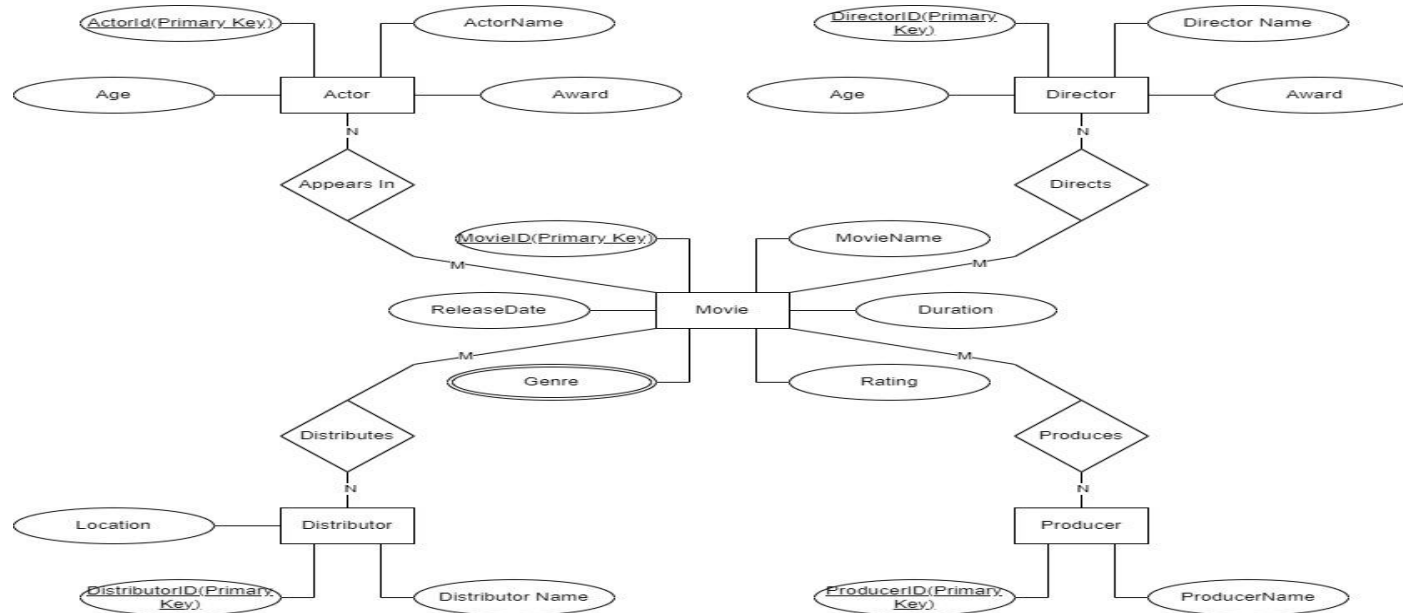 ActorId(Primary Key)
ActorName
DirectorID(Primary
Key)
Director Name
Age
Actor
Award
Age
Director
Award
N
N
Appears In
Directs
MovieID(Primary Key)
MovieName
M
M
ReleaseDate
Movie
Duration
M
M
Genre
Rating
Distributes
Produces
N
N
Location
Distributor
Producer
DistributorID(Primary
Key)
Distributor Name
ProducerID(Primary
Key)
ProducerName